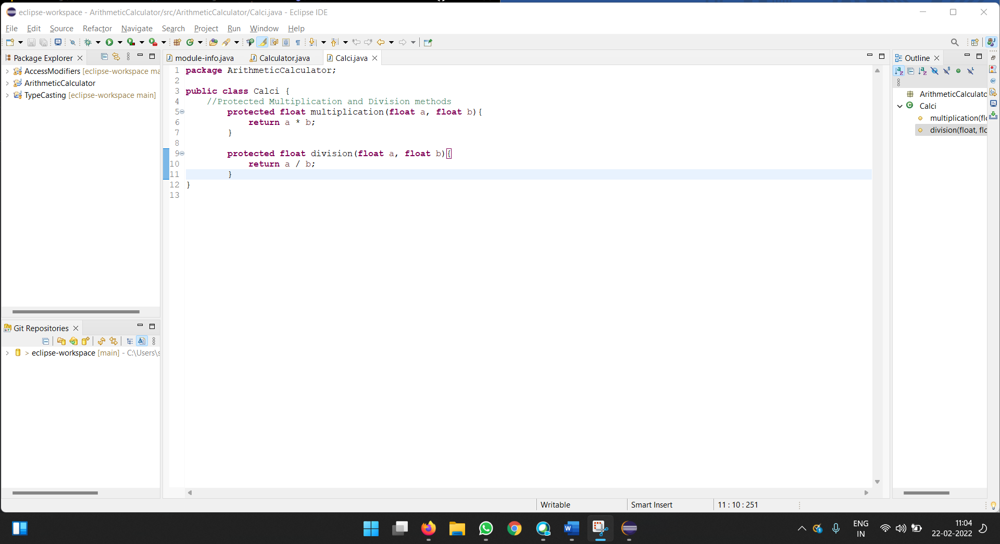 eclipse-workspace - ArithmeticCalculator/src/ArithmeticCalculator/Calci.java - Eclipse IDE
File Edit Source Refactor Navigate Search Project Run Window Help
Package Explorer
module-info.java Calculator.java Calci.java
Outline
AccessModifiers [eclipse-workspace ma
ArithmeticCalculator
TypeCasting [eclipse-workspace main]
1 package ArithmeticCalculator;
2
3 public class Calci {
4 //Protected Multiplication and Division methods
5 protected float multiplication(float a, float b){
6 return a * b;
7 }
8
9 protected float division(float a, float b){
10 return a / b;
11 }
12 }
13
ArithmeticCalculato
Calci
multiplication(flo
division(float, flo
Git Repositories
> eclipse-workspace [main] - C:\Users\s
Writable Smart Insert 11 : 10 : 251
ENG
IN
11:04
22-02-2022